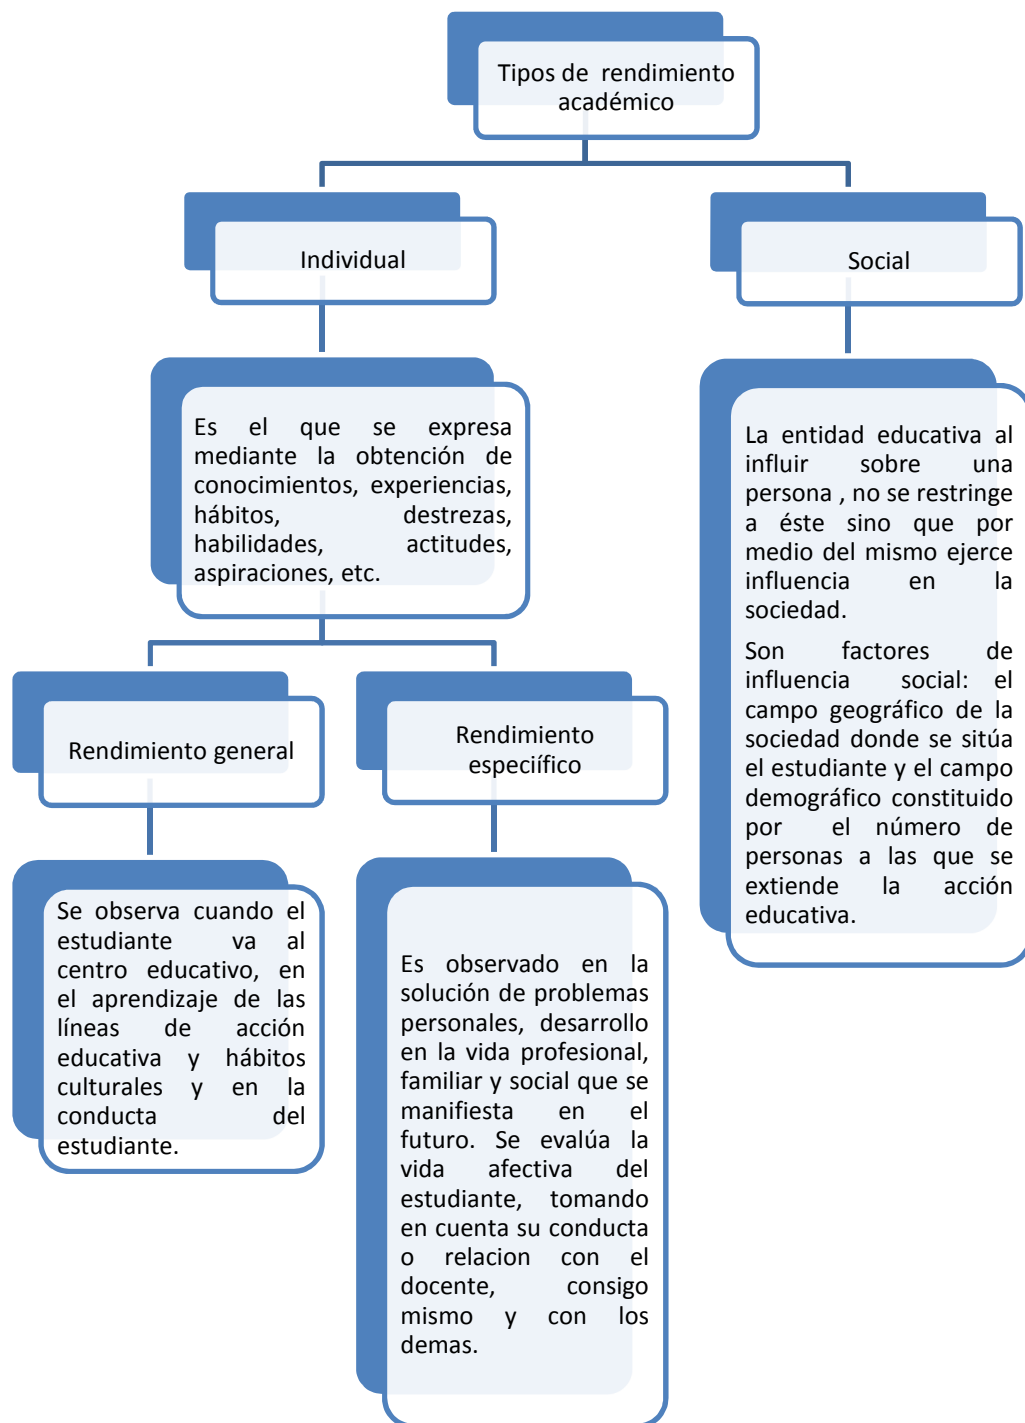 Tipos de rendimiento
académico
Individual
Social
Es el que se expresa
mediante la obtención de
conocimientos, experiencias,
hábitos, destrezas,
habilidades, actitudes,
aspiraciones, etc.
La entidad educativa al
influir sobre una
persona , no se restringe
a éste sino que por
medio del mismo ejerce
influencia en la
sociedad.
Son factores de
influencia social: el
campo geográfico de la
sociedad donde se sitúa
el estudiante y el campo
demográfico constituido
por el número de
personas a las que se
extiende la acción
educativa.
Rendimiento general
Rendimiento
especiífico
Se observa cuando el
estudiante va al
centro educativo, en
el aprendizaje de las
líneas de acción
educativa y hábitos
culturales y en la
conducta del
estudiante.
Es observado en la
solución de problemas
personales, desarrollo
en la vida profesional,
familiar y social que se
manifiesta en el
futuro. Se evalúa la
vida afectiva del
estudiante, tomando
en cuenta su conducta
o relacion con el
docente, consigo
mismo y con los
demas.